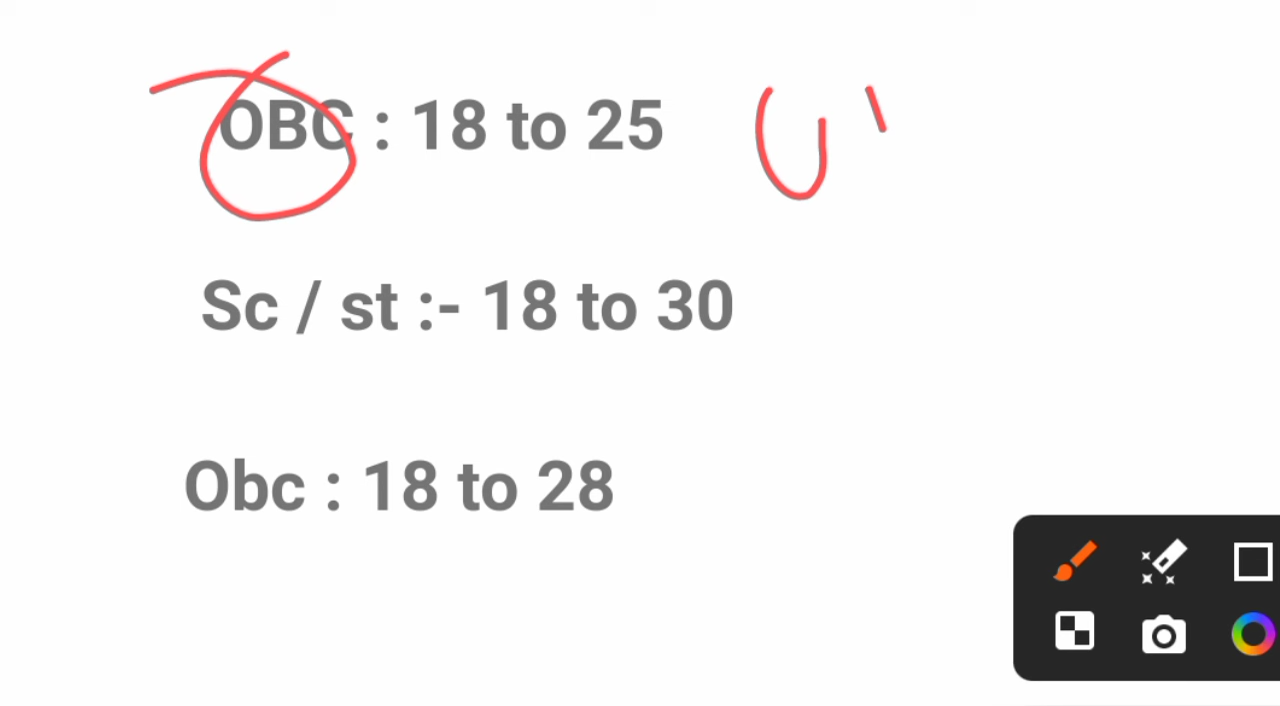 OBC : 18 to 25
Sc / st :- 18 to 30
Obc : 18 to 28